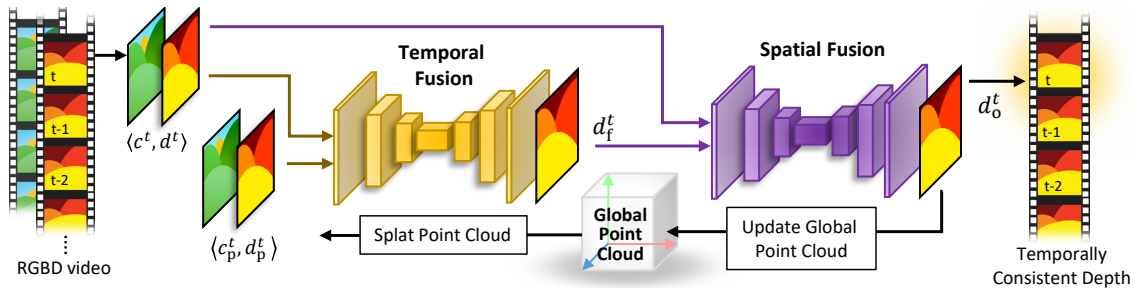 t
t-1
t-2
RGBD video
⟨c^t, d^t⟩
⟨c_p^t, d_p^t⟩
Temporal
Fusion
d_f^t
Splat Point Cloud
Global
Point
Cloud
Spatial Fusion
Update Global
Point Cloud
d_o^t
t
t-1
t-2
Temporally
Consistent Depth